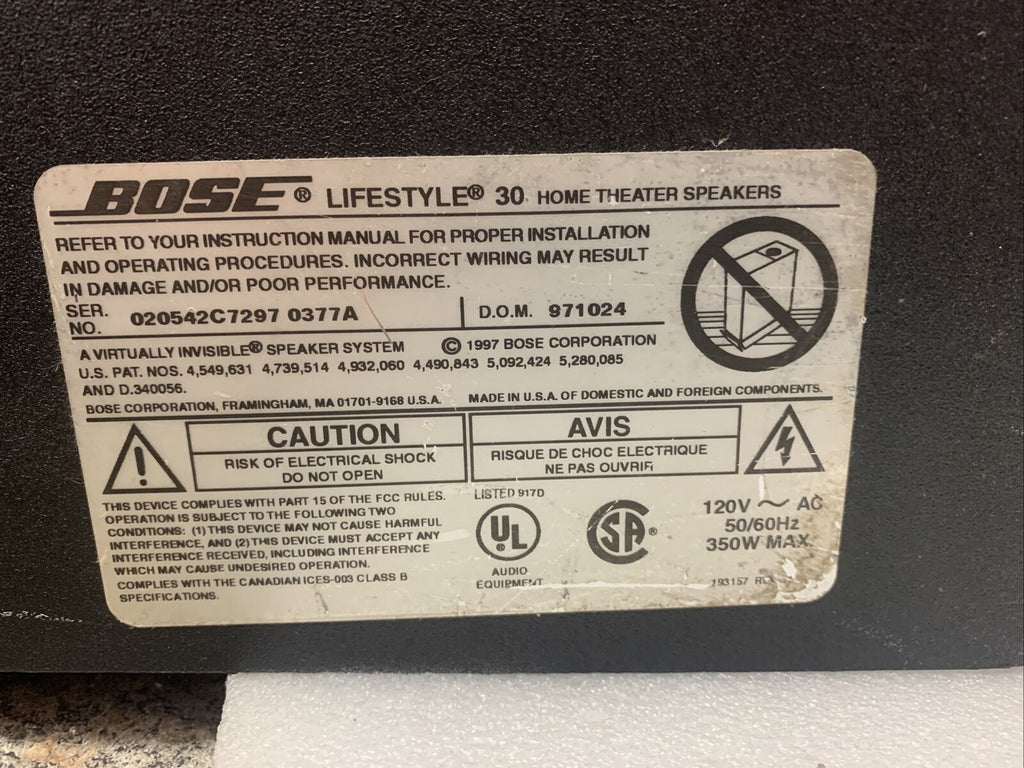 BOSE® LIFESTYLE® 30 HOME THEATER SPEAKERS
REFER TO YOUR INSTRUCTION MANUAL FOR PROPER INSTALLATION
AND OPERATING PROCEDURES. INCORRECT WIRING MAY RESULT
IN DAMAGE AND/OR POOR PERFORMANCE.
SER. NO. 020542C7297 0377A D.O.M. 971024
A VIRTUALLY INVISIBLE® SPEAKER SYSTEM © 1997 BOSE CORPORATION
U.S. PAT. NOS. 4,549,631 4,739,514 4,932,060 4,490,843 5,092,424 5,280,085
AND D.340056.
BOSE CORPORATION, FRAMINGHAM, MA 01701-9168 U.S.A. MADE IN U.S.A. OF DOMESTIC AND FOREIGN COMPONENTS.
CAUTION
RISK OF ELECTRICAL SHOCK
DO NOT OPEN
AVIS
RISQUE DE CHOC ELECTRIQUE
NE PAS OUVRIR
THIS DEVICE COMPLIES WITH PART 15 OF THE FCC RULES.
OPERATION IS SUBJECT TO THE FOLLOWING TWO
CONDITIONS: (1) THIS DEVICE MAY NOT CAUSE HARMFUL
INTERFERENCE, AND (2) THIS DEVICE MUST ACCEPT ANY
INTERFERENCE RECEIVED, INCLUDING INTERFERENCE
WHICH MAY CAUSE UNDESIRED OPERATION.
COMPLIES WITH THE CANADIAN ICES-003 CLASS B
SPECIFICATIONS.
LISTED 917D
UL®
AUDIO
EQUIPMENT
SA®
120V ~ AC
50/60Hz
350W MAX.
193157